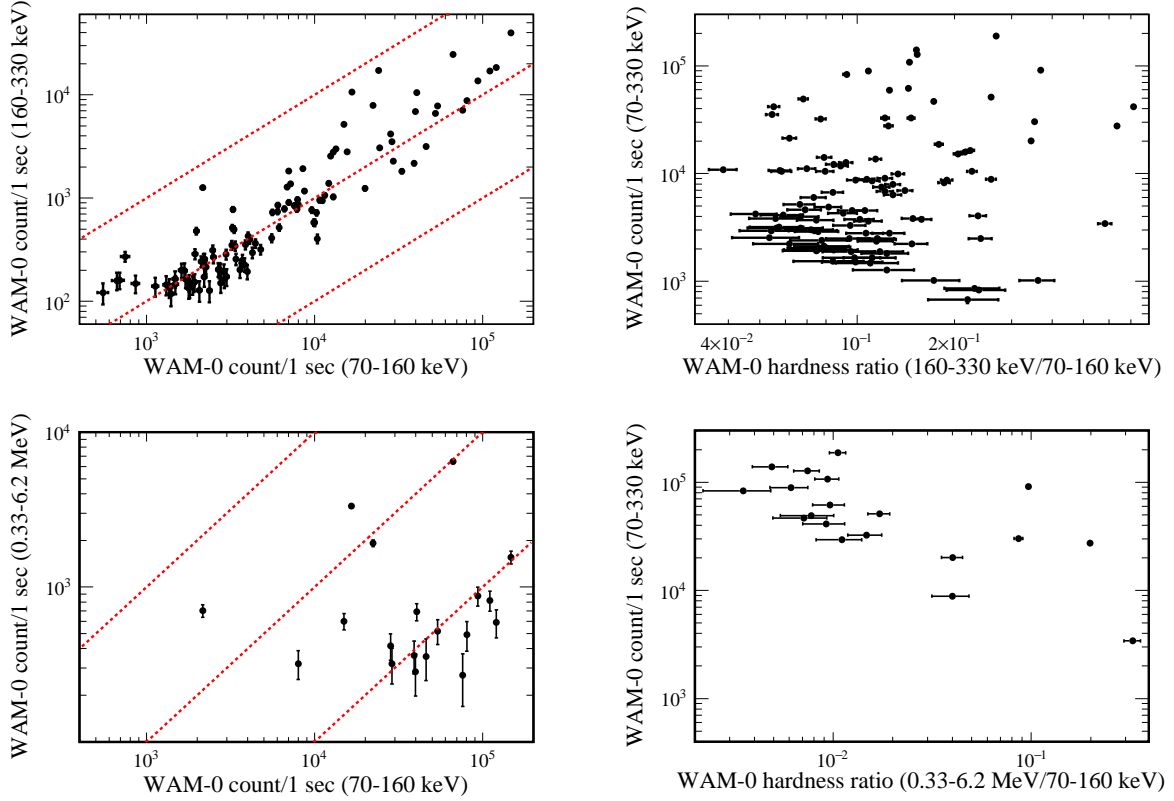 WAM-0 count/1 sec (160-330 keV)
10^5
10^4
10^3
10^2
10^3
10^4
10^5
WAM-0 count/1 sec (70-160 keV)
WAM-0 count/1 sec (70-330 keV)
10^5
10^4
10^3
4×10^−2
10^−1
2×10^−1
WAM-0 hardness ratio (160-330 keV/70-160 keV)
WAM-0 count/1 sec (0.33-6.2 MeV)
10^4
10^3
10^3
10^4
10^5
WAM-0 count/1 sec (70-160 keV)
WAM-0 count/1 sec (70-330 keV)
10^5
10^4
10^3
10^−2
10^−1
WAM-0 hardness ratio (0.33-6.2 MeV/70-160 keV)